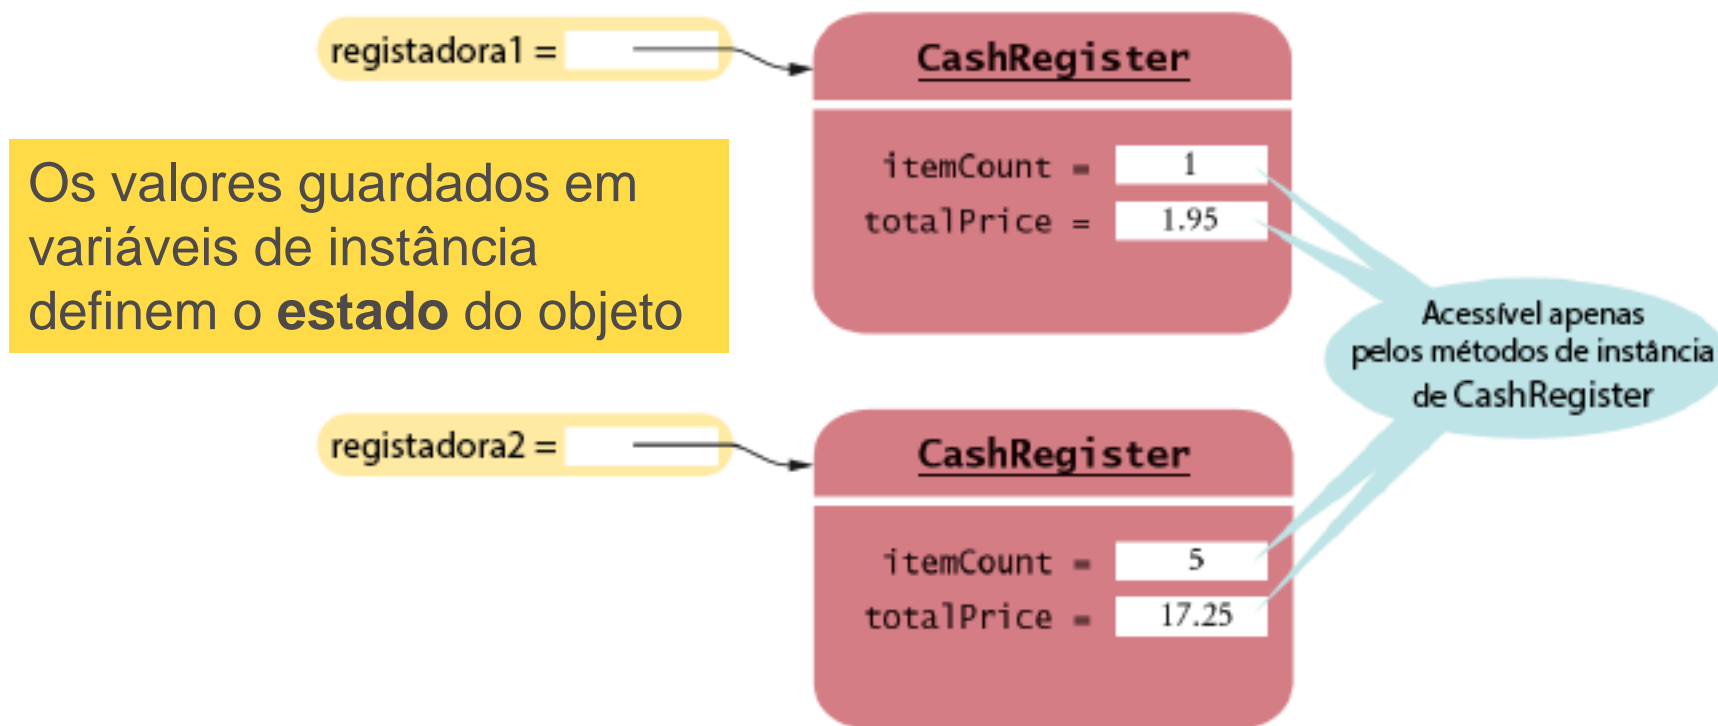 registadora1 =
CashRegister
itemCount = 1
totalPrice = 1.95
Os valores guardados em
variáveis de instância
definem o estado do objeto
Acessível apenas
pelos métodos de instância
de CashRegister
registadora2 =
CashRegister
itemCount = 5
totalPrice = 17.25